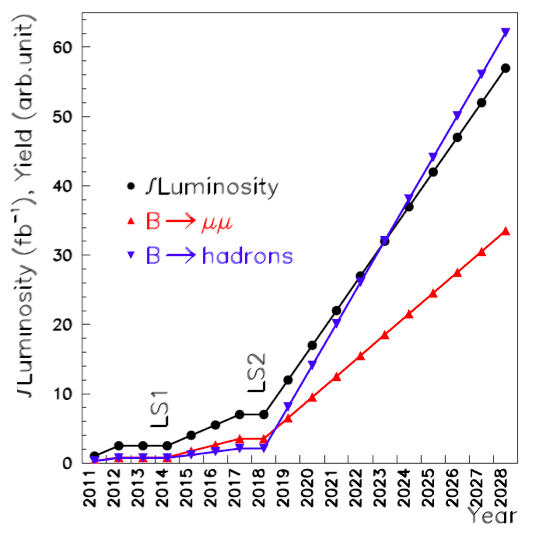 ∫Luminosity (fb⁻¹), Yield (arb.unit)
60
50
40
30
20
10
0
∫Luminosity
B → μμ
B → hadrons
LS1
LS2
2011 2012 2013 2014 2015 2016 2017 2018 2019 2020 2021 2022 2023 2024 2025 2026 2027 2028
Year